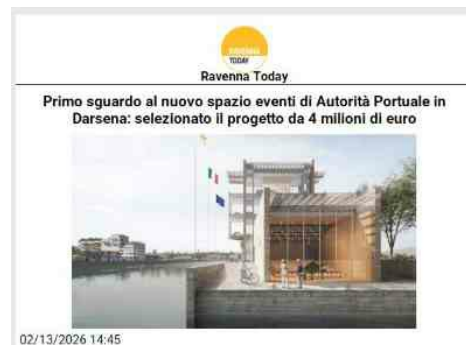 TODAY
Ravenna Today
Primo sguardo al nuovo spazio eventi di Autorità Portuale in
Darsena: selezionato il progetto da 4 milioni di euro
02/13/2026 14:45